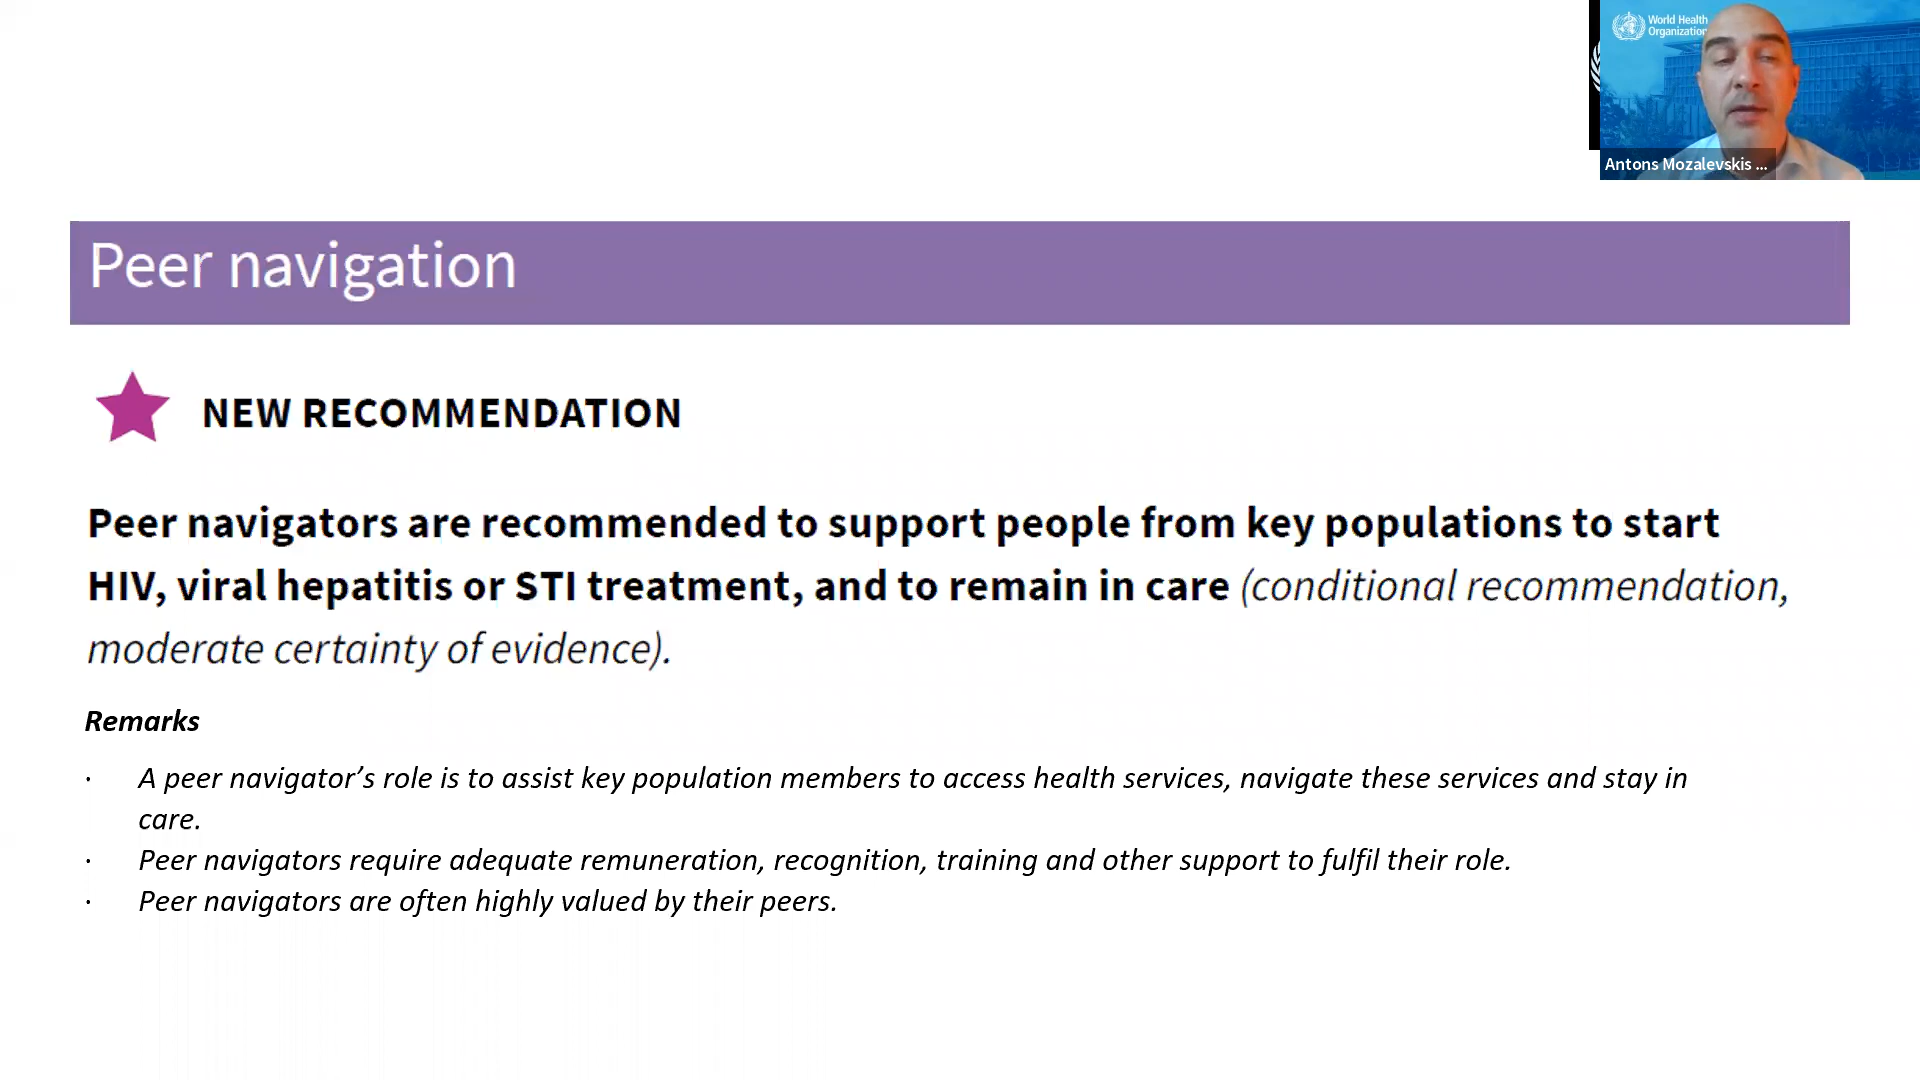 World Health
Organization
Antons Mozalevskis ...
Peer navigation
NEW RECOMMENDATION
Peer navigators are recommended to support people from key populations to start
HIV, viral hepatitis or STI treatment, and to remain in care (conditional recommendation,
moderate certainty of evidence).
Remarks
· A peer navigator’s role is to assist key population members to access health services, navigate these services and stay in
care.
· Peer navigators require adequate remuneration, recognition, training and other support to fulfil their role.
· Peer navigators are often highly valued by their peers.